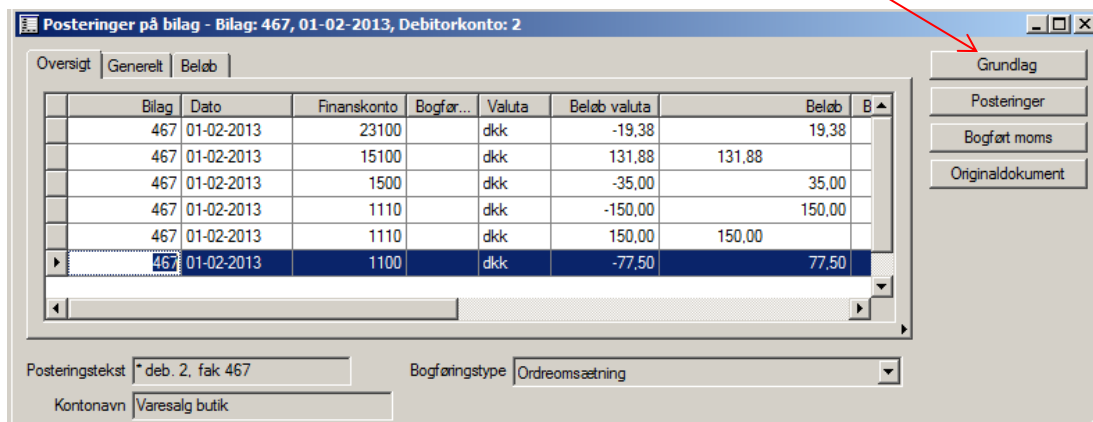 Posteringer på bilag - Bilag: 467, 01-02-2013, Debitorkonto: 2
Oversigt Generelt Beløb
Grundlag
Posteringer
Bogført moms
Originaldokument
Bilag Dato Finanskonto Bogfør... Valuta Beløb valuta Beløb B
467 01-02-2013 23100 dkk -19,38 19,38
467 01-02-2013 15100 dkk 131,88 131,88
467 01-02-2013 1500 dkk -35,00 35,00
467 01-02-2013 1110 dkk -150,00 150,00
467 01-02-2013 1110 dkk 150,00 150,00
467 01-02-2013 1100 dkk -77,50 77,50
Posteringstekst * deb. 2, fak 467 Bogføringstype Ordreomsætning
Kontonavn Varesalg butik